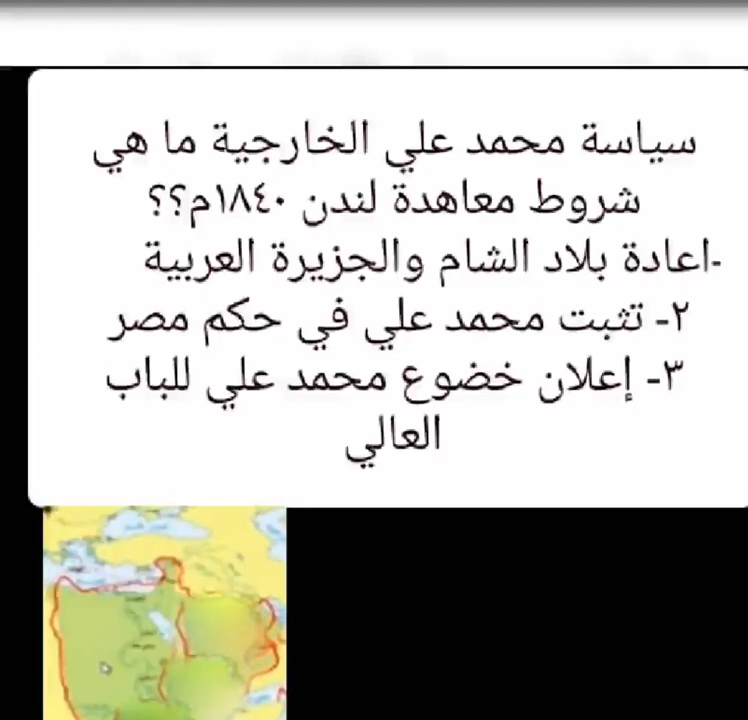 سياسة محمد علي الخارجية ما هي
شروط معاهدة لندن ١٨٤٠م؟؟
-اعادة بلاد الشام والجزيرة العربية
٢- تثبت محمد علي في حكم مصر
٣- إعلان خضوع محمد علي للباب
العالي